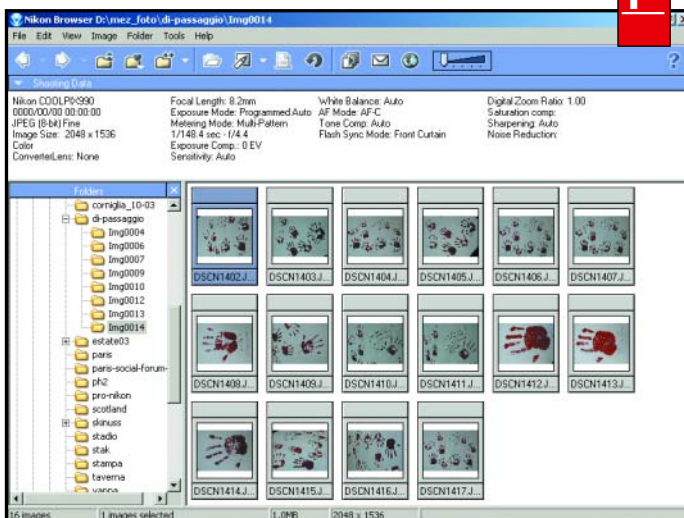 Nikon Browser D:\mez_foto\di-passaggio\Img0014
File Edit View Image Folder Tools Help
?
Shooting Data
Nikon COOLPIX990
0000/00/00 00:00:00
JPEG (8-bit) Fine
Image Size: 2048 x 1536
Color
ConverterLens: None
Focal Length: 8.2mm
Exposure Mode: Programmed Auto
Metering Mode: Multi-Pattern
1/148.4 sec - f/4.4
Exposure Comp.: 0 EV
Sensitivity: Auto
White Balance: Auto
AF Mode: AF-C
Tone Comp: Auto
Flash Sync Mode: Front Curtain
Digital Zoom Ratio: 1.00
Saturation comp:
Sharpening: Auto
Noise Reduction:
Folders
corniglia_10-03
di-passaggio
Img0004
Img0006
Img0007
Img0009
Img0010
Img0012
Img0013
Img0014
estate03
paris
paris-social-forum-
ph2
pro-nikon
scotland
skinuss
stadio
stak
stampa
taverna
DSCN1402.J... DSCN1403.J... DSCN1404.J... DSCN1405.J... DSCN1406.J... DSCN1407.J...
DSCN1408.J... DSCN1409.J... DSCN1410.J... DSCN1411.J... DSCN1412.J... DSCN1413.J...
DSCN1414.J... DSCN1415.J... DSCN1416.J... DSCN1417.J...
16 images 1 images selected 1.0MB 2048 x 1536